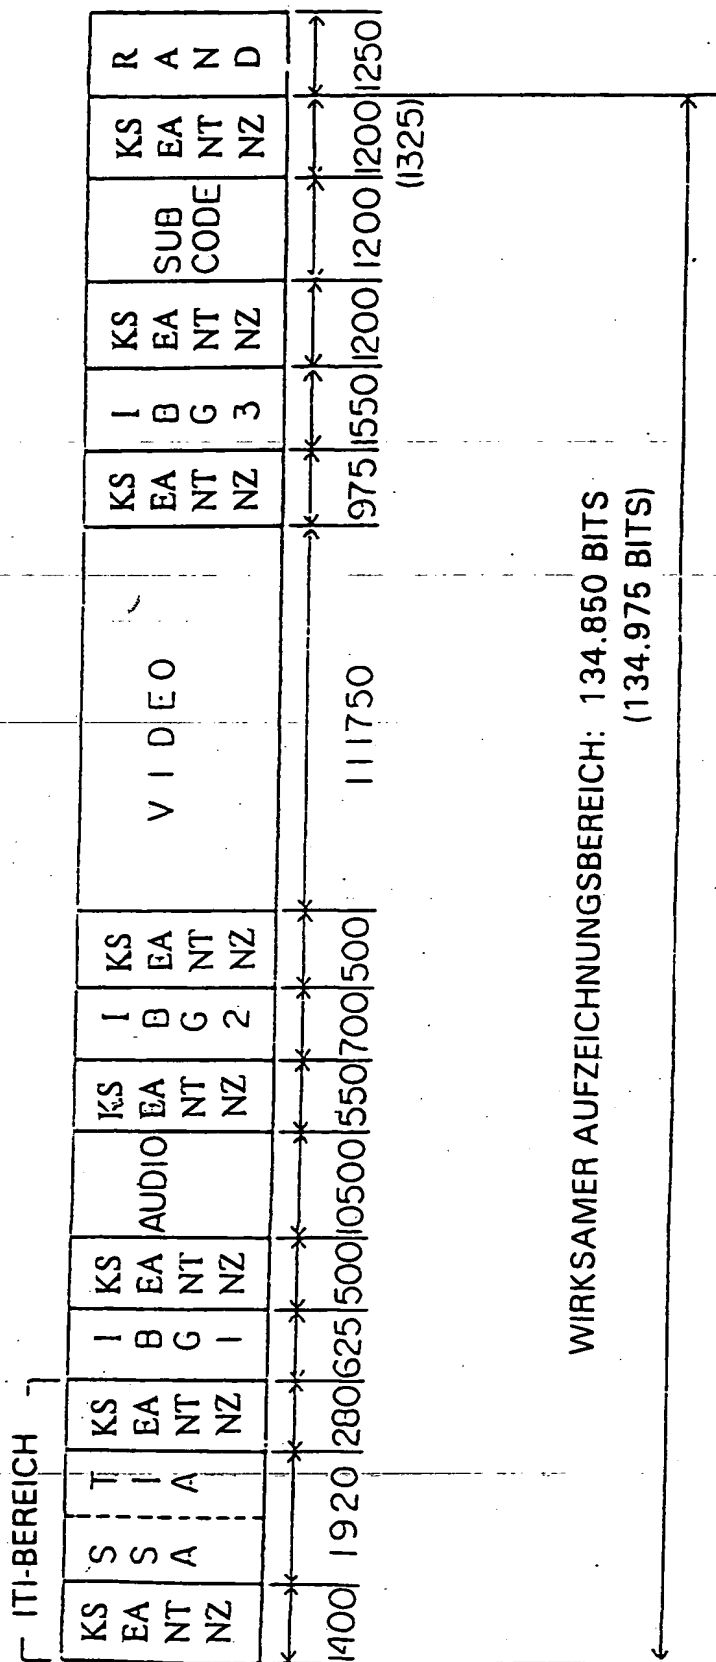 ITI-BEREICH
KS
EA
NT
NZ
S
S
A
T
I
A
KS
EA
NT
NZ
I
B
G
1
KS
EA
NT
NZ
AUDIO
KS
EA
NT
NZ
I
B
G
2
KS
EA
NT
NZ
VIDEO
KS
EA
NT
NZ
I
B
G
3
KS
EA
NT
NZ
SUB
CODE
KS
EA
NT
NZ
R
A
N
D
1400 1920 280 625 500 10500 550 700 500 111750 975 1550 1200 1200 1200 1250
(1325)
WIRKSAMER AUFZEICHNUNGSBEREICH: 134.850 BITS
(134.975 BITS)